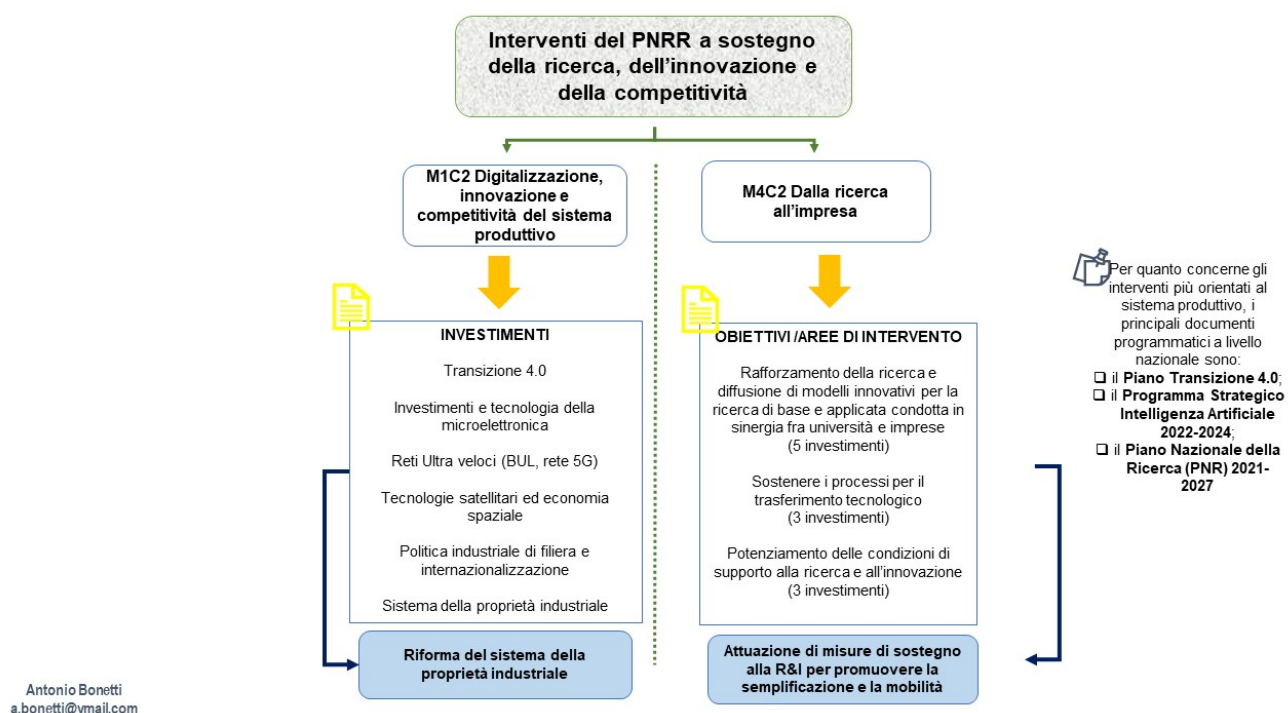 Interventi del PNRR a sostegno
della ricerca, dell'innovazione e
della competitività
M1C2 Digitalizzazione,
innovazione e
competitività del sistema
produttivo
M4C2 Dalla ricerca
all'impresa
INVESTIMENTI
Transizione 4.0
Investimenti e tecnologia della
microelettronica
Reti Ultra veloci (BUL, rete 5G)
Tecnologie satellitari ed economia
spaziale
Politica industriale di filiera e
internazionalizzazione
Sistema della proprietà industriale
Riforma del sistema della
proprietà industriale
OBIETTIVI /AREE DI INTERVENTO
Rafforzamento della ricerca e
diffusione di modelli innovativi per la
ricerca di base e applicata condotta in
sinergia fra università e imprese
(5 investimenti)
Sostenere i processi per il
trasferimento tecnologico
(3 investimenti)
Potenziamento delle condizioni di
supporto alla ricerca e all'innovazione
(3 investimenti)
Attuazione di misure di sostegno
alla R&I per promuovere la
semplificazione e la mobilità
Per quanto concerne gli
interventi più orientati al
sistema produttivo, i
principali documenti
programmatici a livello
nazionale sono:
❑ il Piano Transizione 4.0;
❑ il Programma Strategico
Intelligenza Artificiale
2022-2024;
❑ il Piano Nazionale della
Ricerca (PNR) 2021-
2027
Antonio Bonetti
a.bonetti@ymail.com